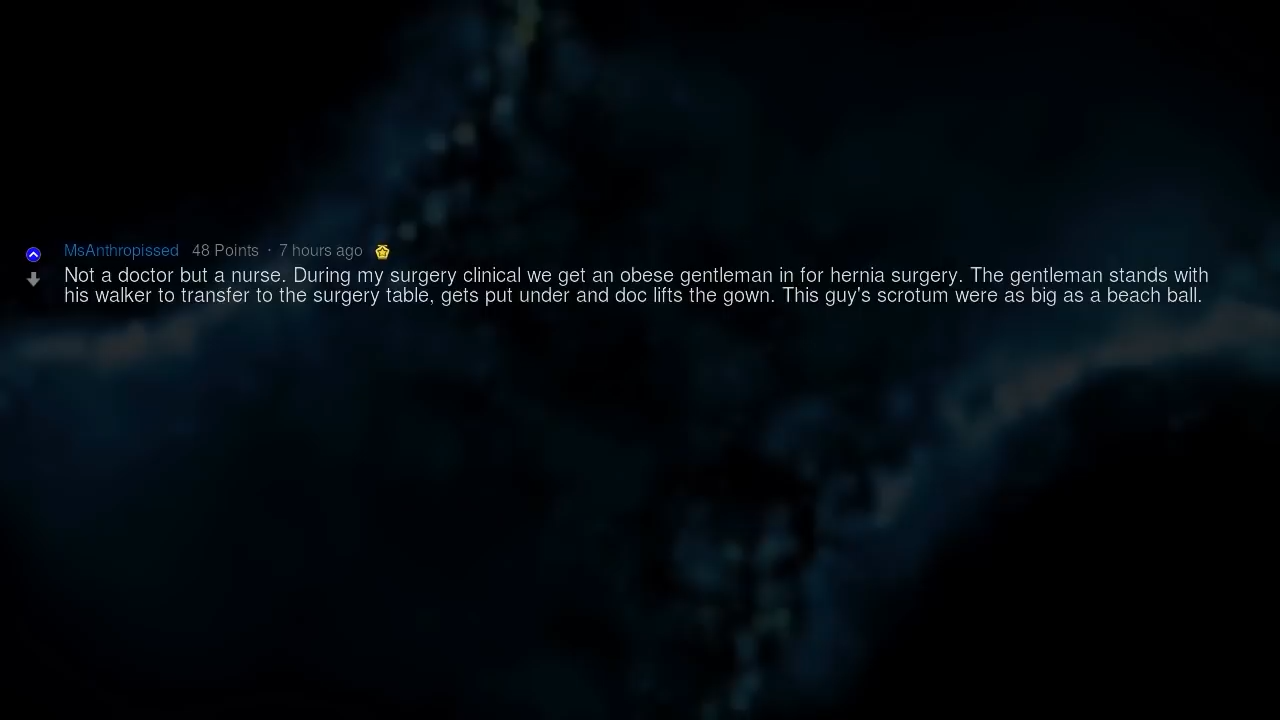 MsAnthropissed 48 Points · 7 hours ago
Not a doctor but a nurse. During my surgery clinical we get an obese gentleman in for hernia surgery. The gentleman stands with
his walker to transfer to the surgery table, gets put under and doc lifts the gown. This guy's scrotum were as big as a beach ball.